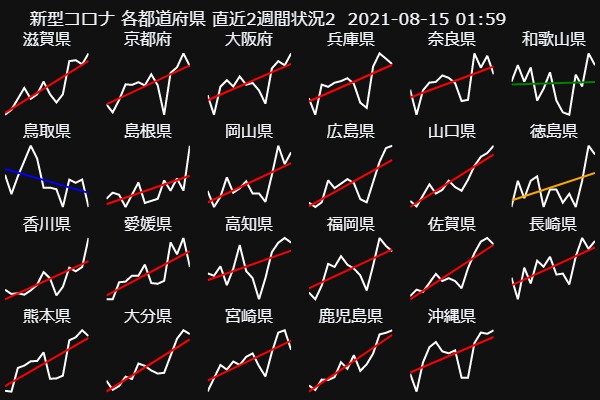 新型コロナ 各都道府県 直近2週間状況2 2021-08-15 01:59
滋賀県 京都府 大阪府 兵庫県 奈良県 和歌山県
鳥取県 島根県 岡山県 広島県 山口県 徳島県
香川県 愛媛県 高知県 福岡県 佐賀県 長崎県
熊本県 大分県 宮崎県 鹿児島県 沖縄県